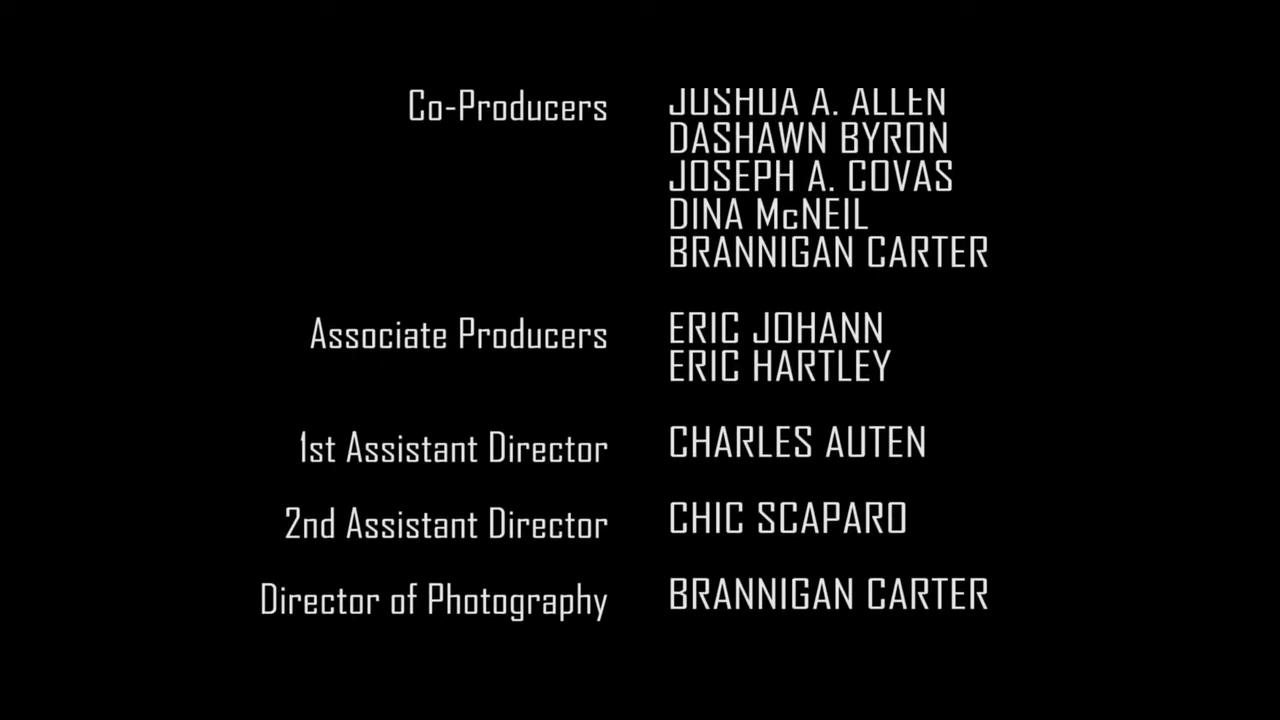 Co-Producers JOSHUA A. ALLEN
DASHAWN BYRON
JOSEPH A. COVAS
DINA McNEIL
BRANNIGAN CARTER
Associate Producers ERIC JOHANN
ERIC HARTLEY
1st Assistant Director CHARLES AUTEN
2nd Assistant Director CHIC SCAPARO
Director of Photography BRANNIGAN CARTER